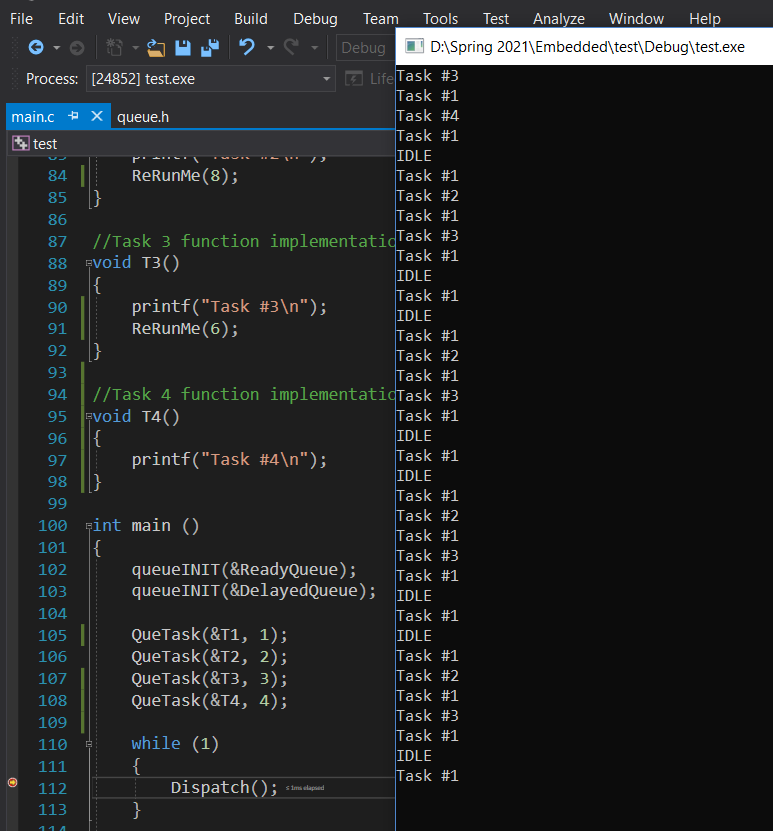 File Edit View Project Build Debug Team Tools Test Analyze Window Help
Debug
Process: [24852] test.exe Life
main.c queue.h
test
84 ReRunMe(8);
85 }
86
87 //Task 3 function implementatio
88 void T3()
89 {
90 printf("Task #3\n");
91 ReRunMe(6);
92 }
93
94 //Task 4 function implementatio
95 void T4()
96 {
97 printf("Task #4\n");
98 }
99
100 int main ()
101 {
102 queueINIT(&ReadyQueue);
103 queueINIT(&DelayedQueue);
104
105 QueTask(&T1, 1);
106 QueTask(&T2, 2);
107 QueTask(&T3, 3);
108 QueTask(&T4, 4);
109
110 while (1)
111 {
112 Dispatch(); ≤ 1ms elapsed
113 }
D:\Spring 2021\Embedded\test\Debug\test.exe
Task #3
Task #1
Task #4
Task #1
IDLE
Task #1
Task #2
Task #1
Task #3
Task #1
IDLE
Task #1
IDLE
Task #1
Task #2
Task #1
Task #3
Task #1
IDLE
Task #1
IDLE
Task #1
Task #2
Task #1
Task #3
Task #1
IDLE
Task #1
IDLE
Task #1
Task #2
Task #1
Task #3
Task #1
IDLE
Task #1